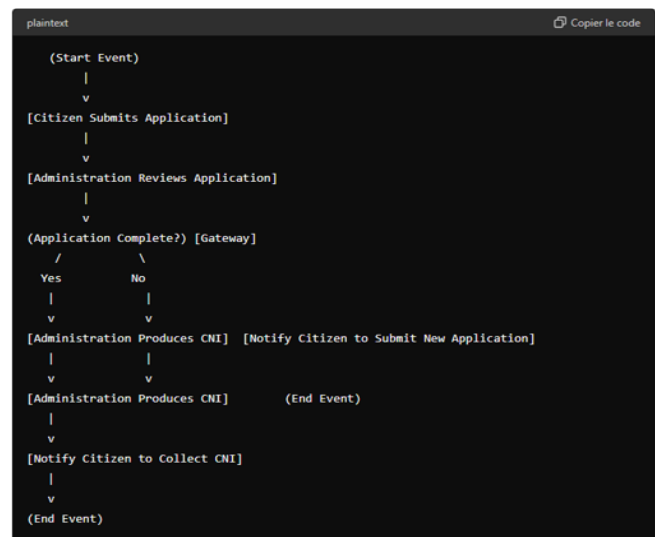 plaintext Copier le code
(Start Event)
|
v
[Citizen Submits Application]
|
v
[Administration Reviews Application]
|
v
(Application Complete?) [Gateway]
/ \
Yes No
| |
v v
[Administration Produces CNI] [Notify Citizen to Submit New Application]
| |
v v
[Administration Produces CNI] (End Event)
|
v
[Notify Citizen to Collect CNI]
|
v
(End Event)